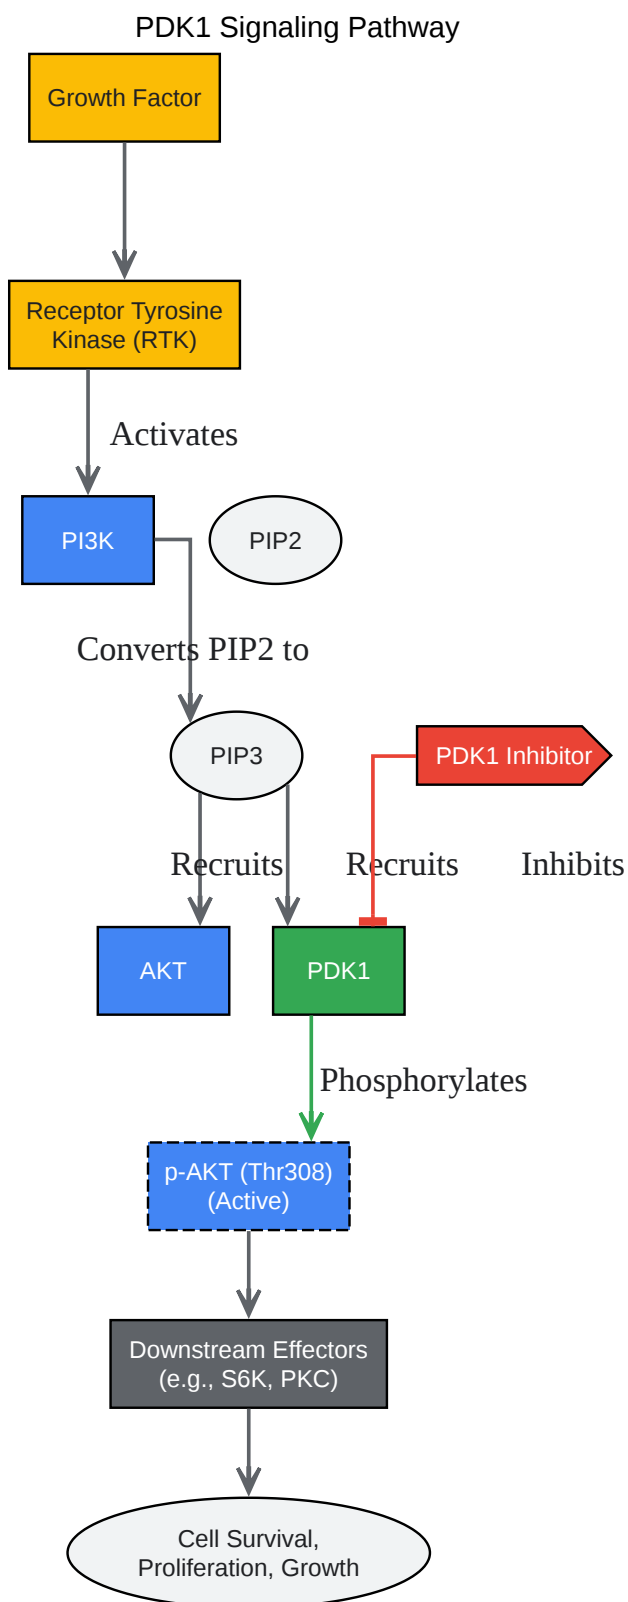 PDK1 Signaling Pathway
Growth Factor
Receptor Tyrosine
Kinase (RTK)
Activates
PI3K
PIP2
Converts PIP2 to
PIP3
PDK1 Inhibitor
Recruits
Recruits
Inhibits
AKT
PDK1
Phosphorylates
p-AKT (Thr308)
(Active)
Downstream Effectors
(e.g., S6K, PKC)
Cell Survival,
Proliferation, Growth